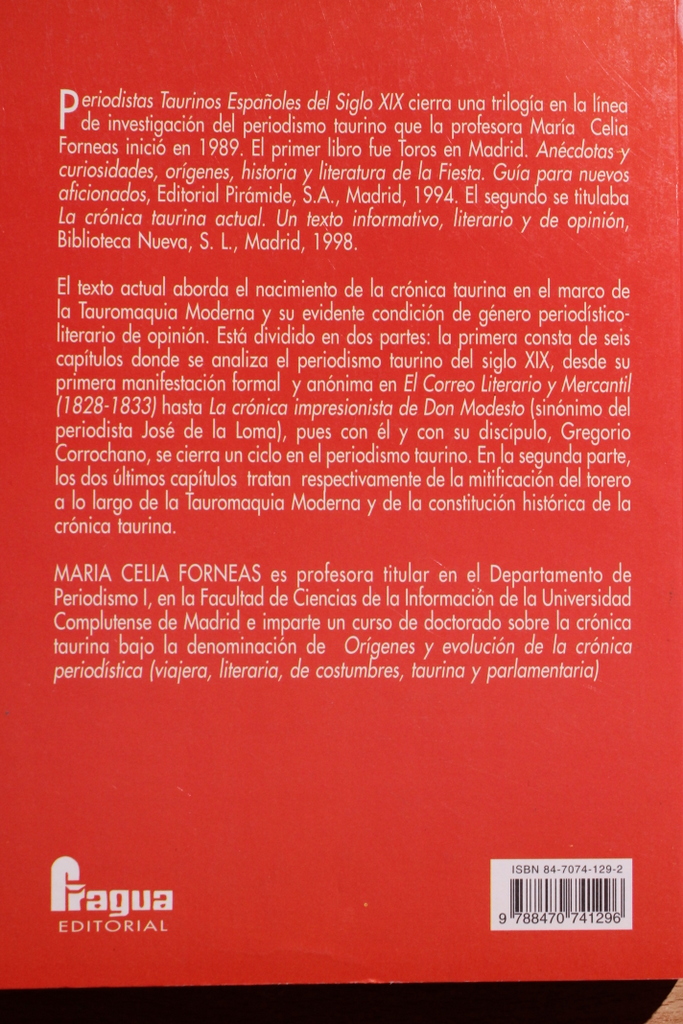 Periodistas Taurinos Españoles del Siglo XIX cierra una trilogía en la línea
de investigación del periodismo taurino que la profesora María Celia
Forneas inició en 1989. El primer libro fue Toros en Madrid. Anécdotas y
curiosidades, orígenes, historia y literatura de la Fiesta. Guía para nuevos
aficionados, Editorial Pirámide, S.A., Madrid, 1994. El segundo se titulaba
La crónica taurina actual. Un texto informativo, literario y de opinión,
Biblioteca Nueva, S. L., Madrid, 1998.
El texto actual aborda el nacimiento de la crónica taurina en el marco de
la Tauromaquia Moderna y su evidente condición de género periodístico-
literario de opinión. Está dividido en dos partes: la primera consta de seis
capítulos donde se analiza el periodismo taurino del siglo XIX, desde su
primera manifestación formal y anónima en El Correo Literario y Mercantil
(1828-1833) hasta La crónica impresionista de Don Modesto (sinónimo del
periodista José de la Loma), pues con él y con su discípulo, Gregorio
Corrochano, se cierra un ciclo en el periodismo taurino. En la segunda parte,
los dos últimos capítulos tratan respectivamente de la mitificación del torero
a lo largo de la Tauromaquia Moderna y de la constitución histórica de la
crónica taurina.
MARIA CELIA FORNEAS es profesora titular en el Departamento de
Periodismo I, en la Facultad de Ciencias de la Información de la Universidad
Complutense de Madrid e imparte un curso de doctorado sobre la crónica
taurina bajo la denominación de Orígenes y evolución de la crónica
periodística (viajera, literaria, de costumbres, taurina y parlamentaria)
Fragua
EDITORIAL
ISBN 84-7074-129-2
9 788470 741296